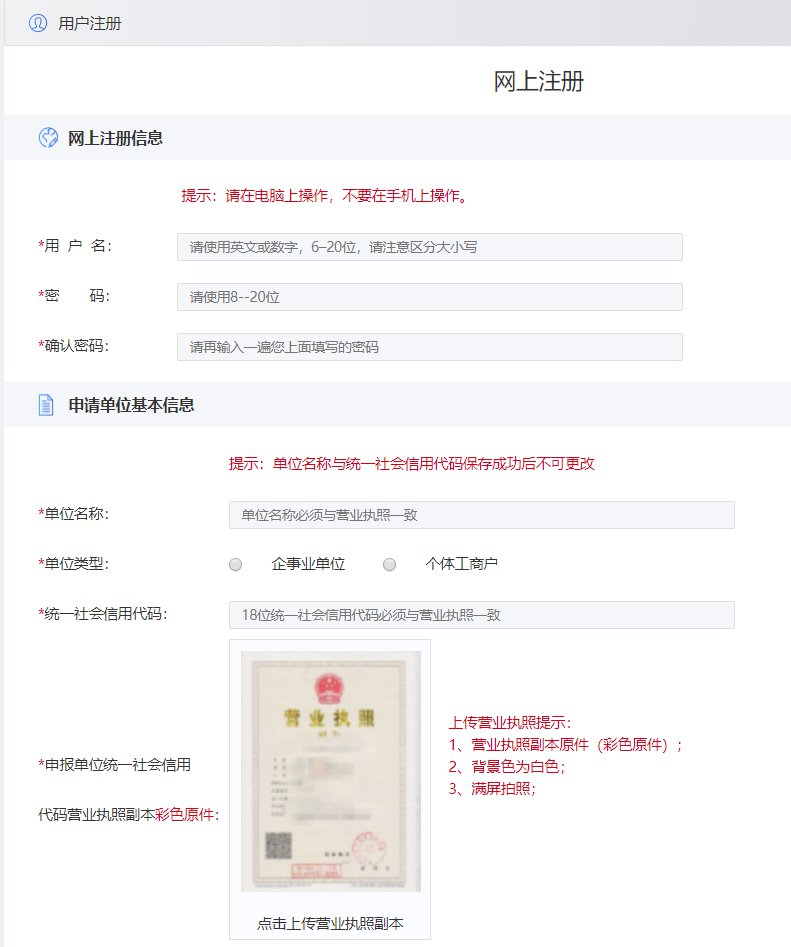 用户注册
网上注册
网上注册信息
提示：请在电脑上操作，不要在手机上操作。
*用 户 名：
请使用英文或数字，6–20位，请注意区分大小写
*密 码：
请使用8--20位
*确认密码：
请再输入一遍您上面填写的密码
申请单位基本信息
提示：单位名称与统一社会信用代码保存成功后不可更改
*单位名称：
单位名称必须与营业执照一致
*单位类型：
企事业单位 个体工商户
*统一社会信用代码：
18位统一社会信用代码必须与营业执照一致
*申报单位统一社会信用
代码营业执照副本彩色原件：
营业执照
点击上传营业执照副本
上传营业执照提示：
1、营业执照副本原件（彩色原件）；
2、背景色为白色；
3、满屏拍照；